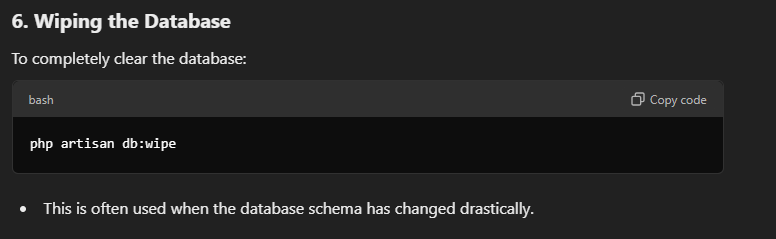 6. Wiping the Database
To completely clear the database:
bash
Copy code
php artisan db:wipe
• This is often used when the database schema has changed drastically.